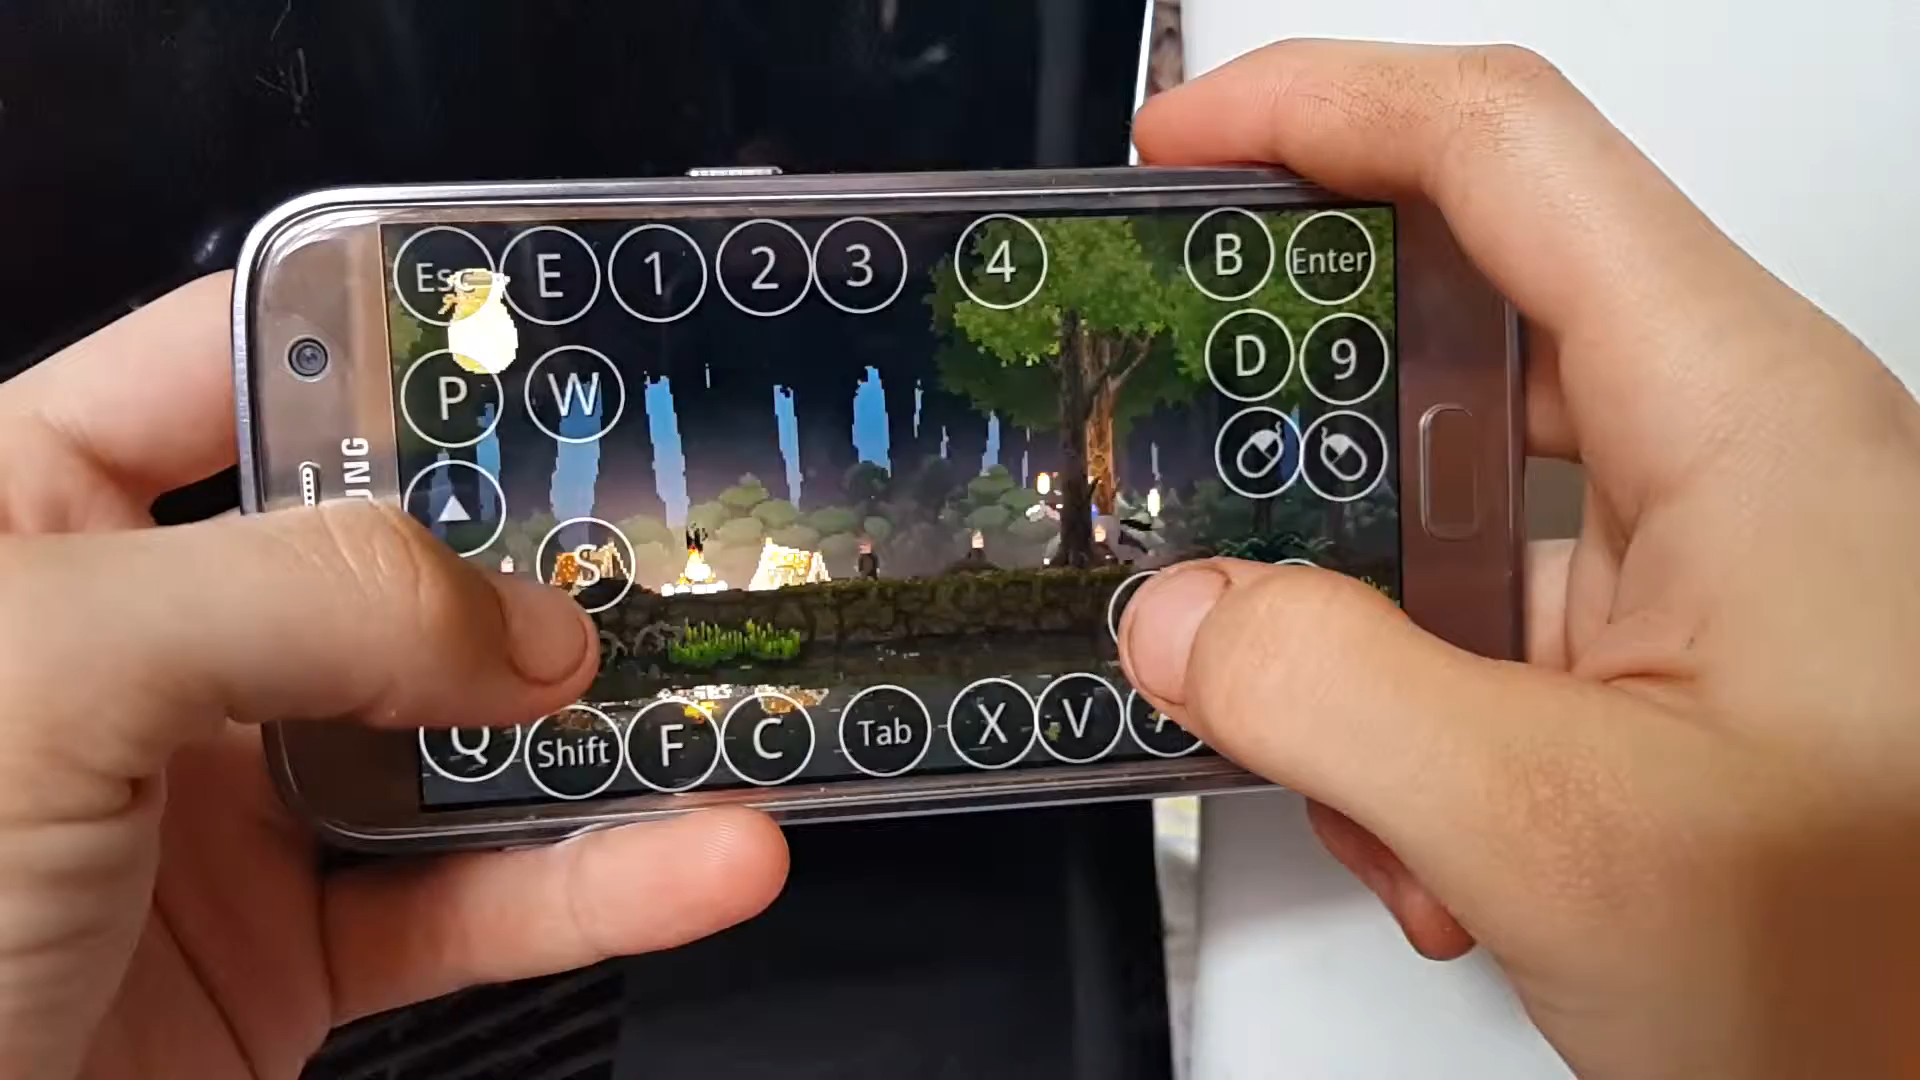 Esc E 1 2 3 4 B Enter
P W D 9
S
Q Shift F C Tab X V
UNG